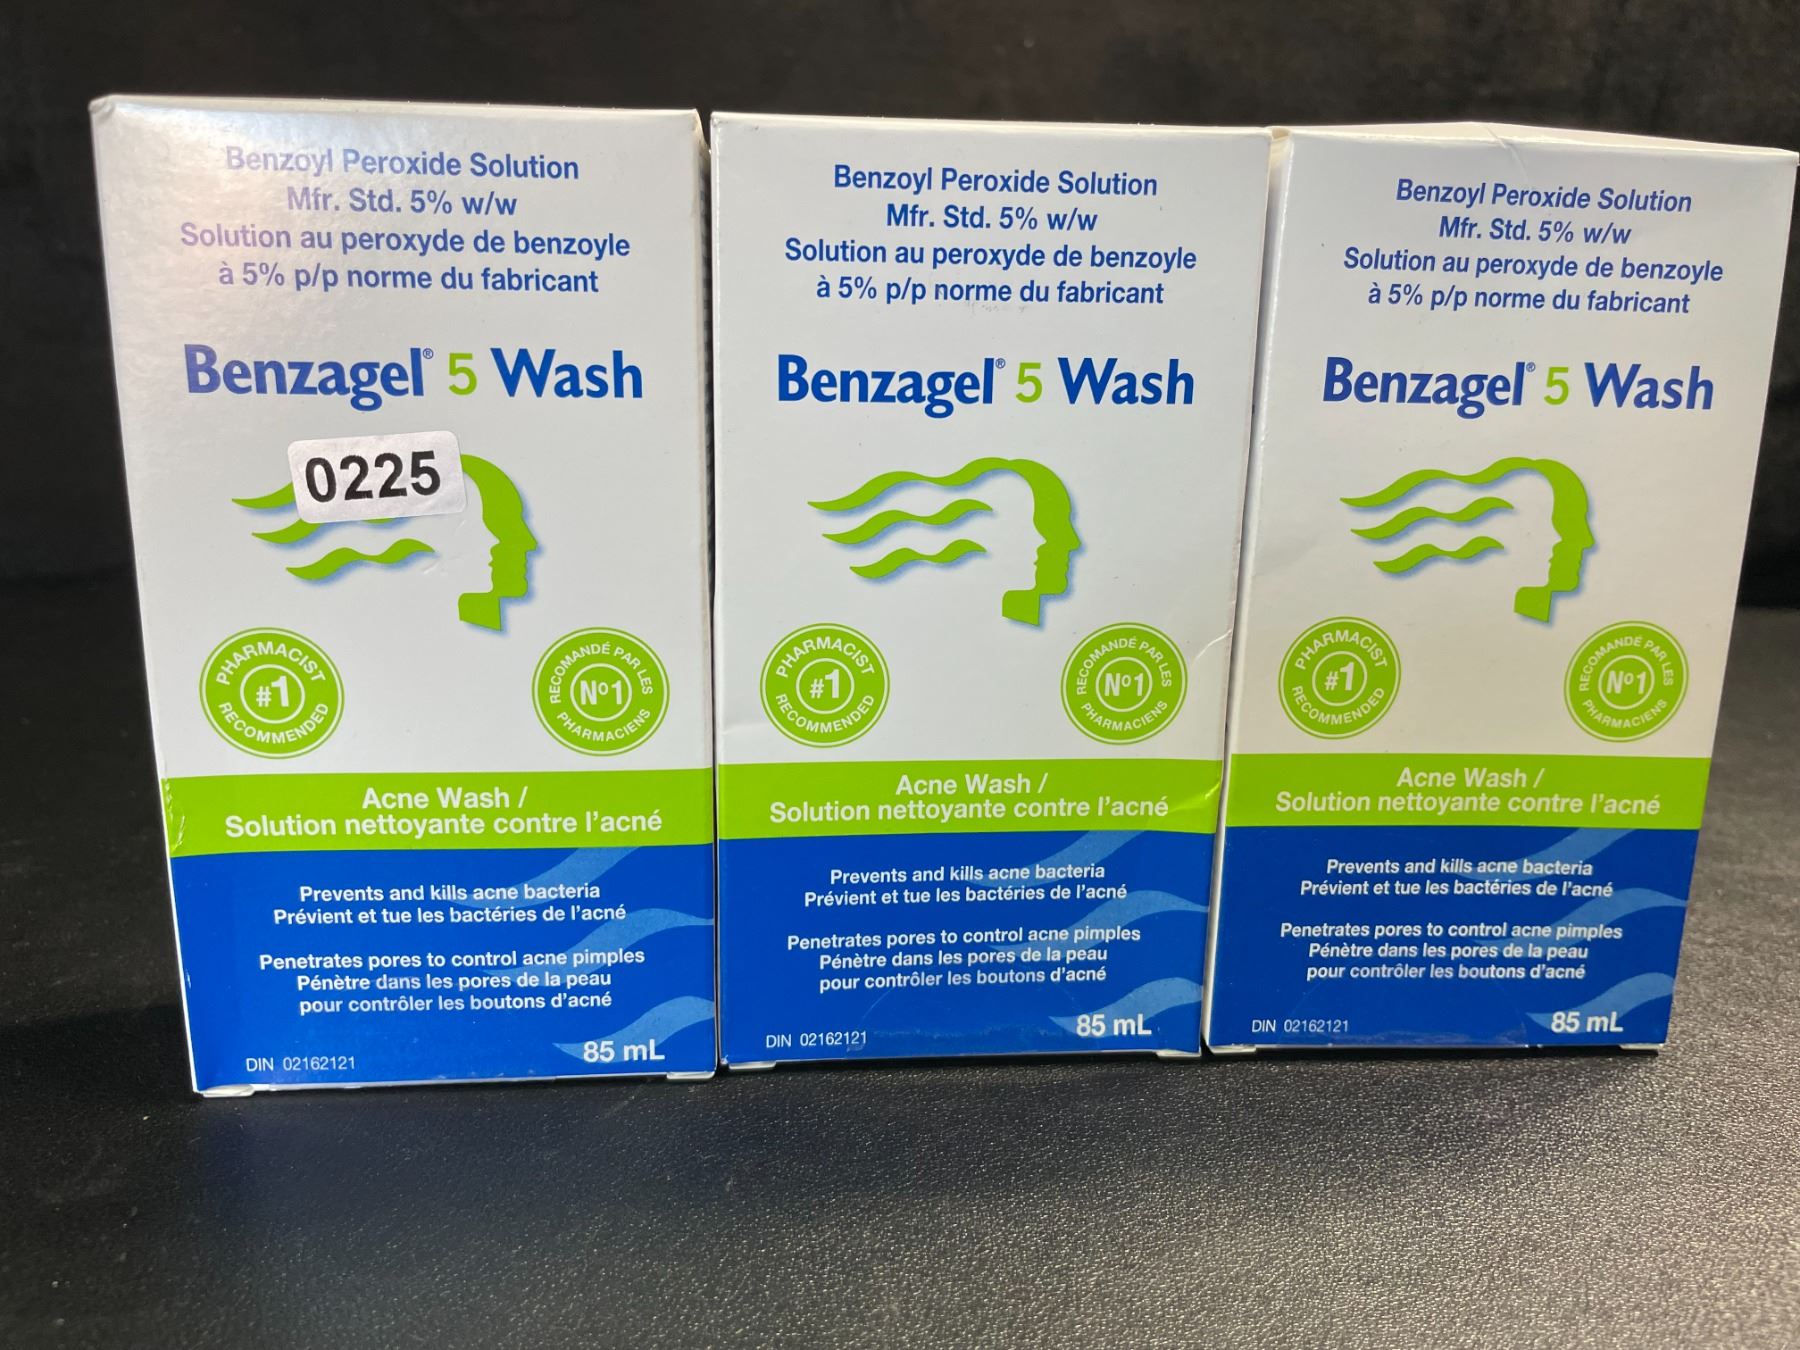 Benzoyl Peroxide Solution
Mfr. Std. 5% w/w
Solution au peroxyde de benzoyle
à 5% p/p norme du fabricant
Benzagel® 5 Wash
0225
PHARMACIST
#1
RECOMMENDED
RECOMANDÉ PAR LES
Nº1
PHARMACIENS
Acne Wash /
Solution nettoyante contre l'acné
Prevents and kills acne bacteria
Prévient et tue les bactéries de l'acné
Penetrates pores to control acne pimples
Pénètre dans les pores de la peau
pour contrôler les boutons d'acné
DIN 02162121
85 mL
Benzoyl Peroxide Solution
Mfr. Std. 5% w/w
Solution au peroxyde de benzoyle
à 5% p/p norme du fabricant
Benzagel® 5 Wash
PHARMACIST
#1
RECOMMENDED
RECOMANDÉ PAR LES
Nº1
PHARMACIENS
Acne Wash /
Solution nettoyante contre l'acné
Prevents and kills acne bacteria
Prévient et tue les bactéries de l'acné
Penetrates pores to control acne pimples
Pénètre dans les pores de la peau
pour contrôler les boutons d'acné
DIN 02162121
85 mL
Benzoyl Peroxide Solution
Mfr. Std. 5% w/w
Solution au peroxyde de benzoyle
à 5% p/p norme du fabricant
Benzagel® 5 Wash
PHARMACIST
#1
RECOMMENDED
RECOMANDÉ PAR LES
Nº1
PHARMACIENS
Acne Wash /
Solution nettoyante contre l'acné
Prevents and kills acne bacteria
Prévient et tue les bactéries de l'acné
Penetrates pores to control acne pimples
Pénètre dans les pores de la peau
pour contrôler les boutons d'acné
DIN 02162121
85 mL